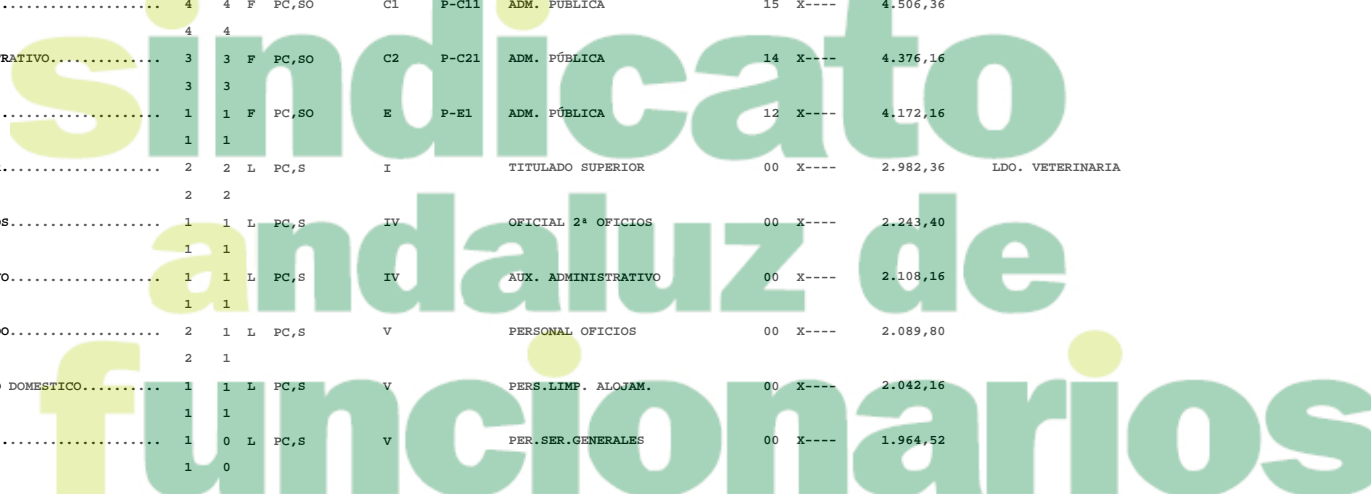 .................... 4 4 F PC,SO C1 P-C11 ADM. PÚBLICA 15 X---- 4.506,36
4 4
RATIVO.............. 3 3 F PC,SO C2 P-C21 ADM. PÚBLICA 14 X---- 4.376,16
3 3
.................... 1 1 F PC,SO E P-E1 ADM. PÚBLICA 12 X---- 4.172,16
1 1
.................... 2 2 L PC,S I TITULADO SUPERIOR 00 X---- 2.982,36 LDO. VETERINARIA
2 2
OS.................. 1 1 L PC,S IV OFICIAL 2ª OFICIOS 00 X---- 2.243,40
1 1
VO.................. 1 1 L PC,S IV AUX. ADMINISTRATIVO 00 X---- 2.108,16
1 1
DO.................. 2 1 L PC,S V PERSONAL OFICIOS 00 X---- 2.089,80
2 1
O DOMESTICO.......... 1 1 L PC,S V PERS.LIMP. ALOJAM. 00 X---- 2.042,16
1 1
.................... 1 0 L PC,S V PER.SER.GENERALES 00 X---- 1.964,52
1 0
sindicato
andaluz de
funcionarios